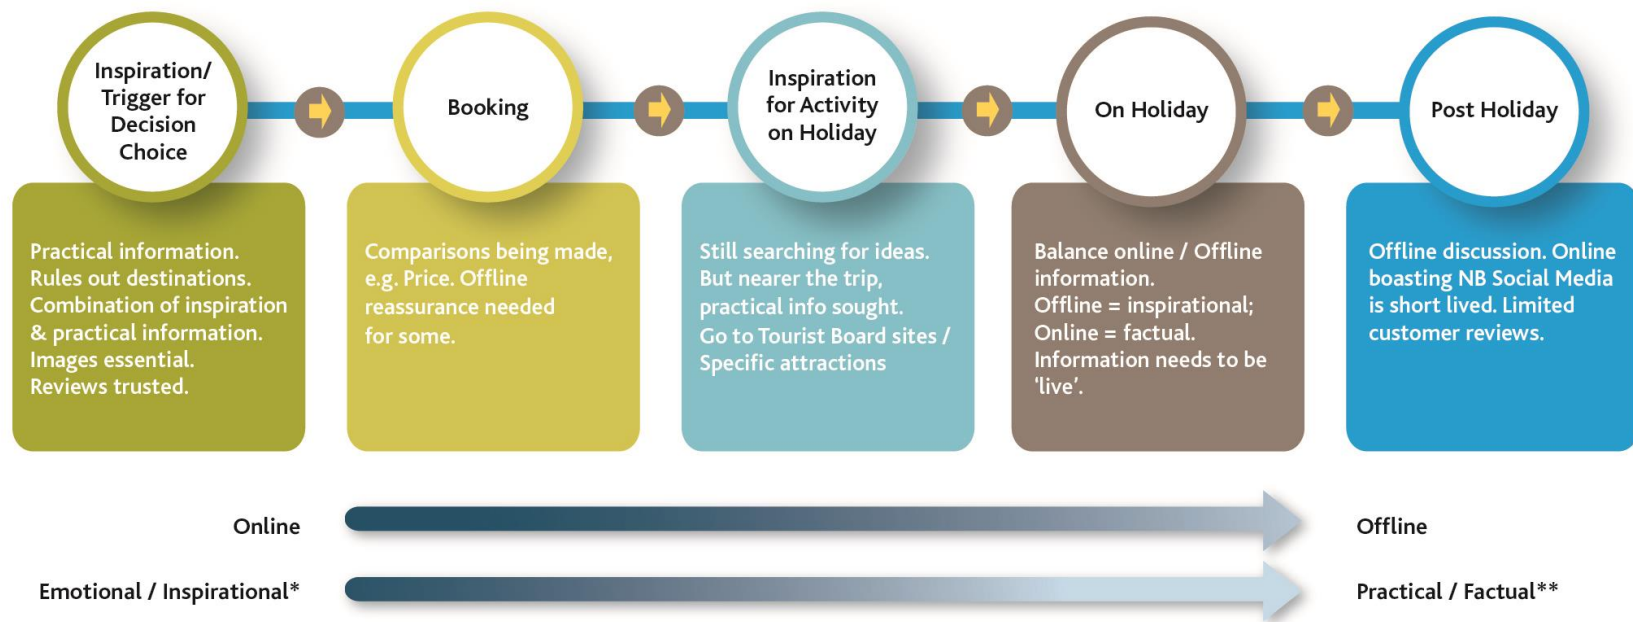 Inspiration/
Trigger for
Decision
Choice
Booking
Inspiration
for Activity
on Holiday
On Holiday
Post Holiday
Practical information.
Rules out destinations.
Combination of inspiration
& practical information.
Images essential.
Reviews trusted.
Comparisons being made,
e.g. Price. Offline
reassurance needed
for some.
Still searching for ideas.
But nearer the trip,
practical info sought.
Go to Tourist Board sites /
Specific attractions
Balance online / Offline
information.
Offline = inspirational;
Online = factual.
Information needs to be
‘live’.
Offline discussion. Online
boasting NB Social Media
is short lived. Limited
customer reviews.
Online
Offline
Emotional / Inspirational*
Practical / Factual**